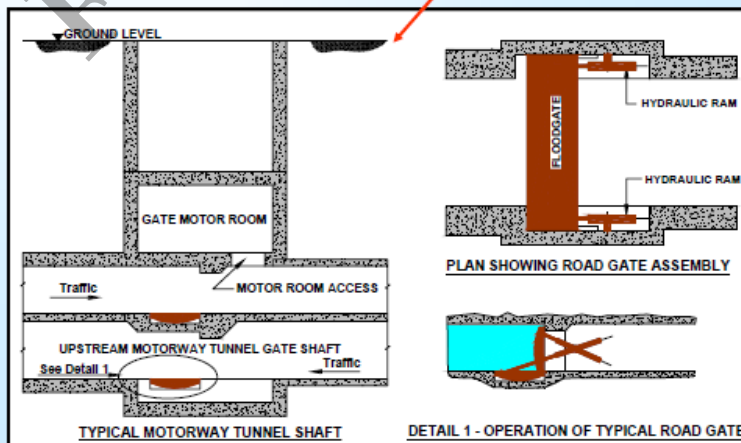 GROUND LEVEL
GATE MOTOR ROOM
Traffic
MOTOR ROOM ACCESS
UPSTREAM MOTORWAY TUNNEL GATE SHAFT
See Detail 1
Traffic
TYPICAL MOTORWAY TUNNEL SHAFT
FLOODGATE
HYDRAULIC RAM
HYDRAULIC RAM
PLAN SHOWING ROAD GATE ASSEMBLY
DETAIL 1 - OPERATION OF TYPICAL ROAD GATE